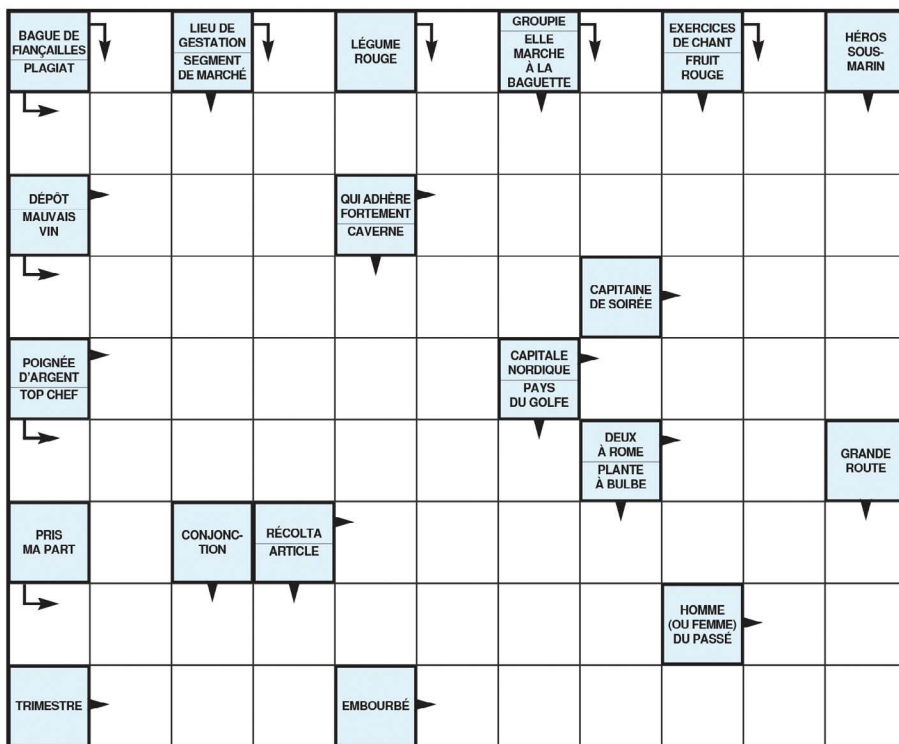 BAGUE DE
FIANÇAILLES
PLAGIAT
LIEU DE
GESTATION
SEGMENT
DE MARCHÉ
LÉGUME
ROUGE
GROUPIE
ELLE
MARCHE
À LA
BAGUETTE
EXERCICES
DE CHANT
FRUIT
ROUGE
HÉROS
SOUS-
MARIN
DÉPÔT
MAUVAIS
VIN
QUI ADHÈRE
FORTEMENT
CAVERNE
CAPITAINE
DE SOIRÉE
POIGNÉE
D'ARGENT
TOP CHEF
CAPITALE
NORDIQUE
PAYS
DU GOLFE
DEUX
À ROME
PLANTE
À BULBE
GRANDE
ROUTE
PRIS
MA PART
CONJONC-
TION
RÉCOLTA
ARTICLE
HOMME
(OU FEMME)
DU PASSÉ
TRIMESTRE
EMBOURBÉ